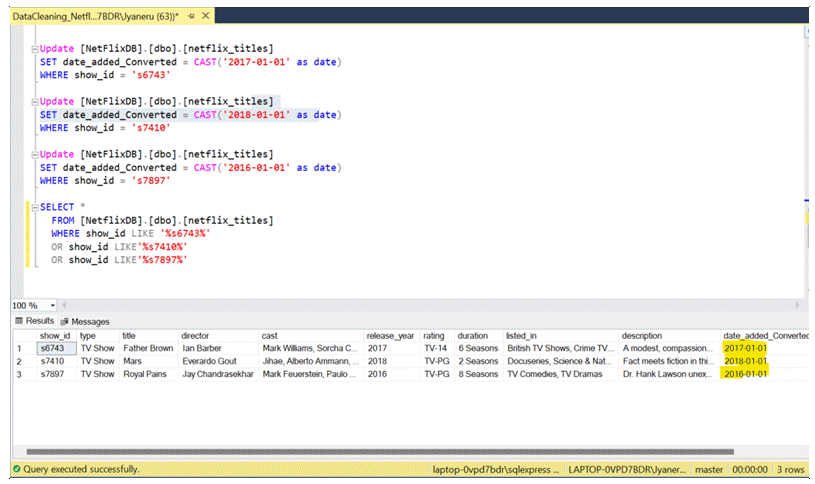 DataCleaning_Netfl...7BDR\Jyaneru (63))*
Update [NetFlixDB].[dbo].[netflix_titles]
SET date_added_Converted = CAST('2017-01-01' as date)
WHERE show_id = 's6743'
Update [NetFlixDB].[dbo].[netflix_titles]
SET date_added_Converted = CAST('2018-01-01' as date)
WHERE show_id = 's7410'
Update [NetFlixDB].[dbo].[netflix_titles]
SET date_added_Converted = CAST('2016-01-01' as date)
WHERE show_id = 's7897'
SELECT *
FROM [NetflixDB].[dbo].[netflix_titles]
WHERE show_id LIKE '%s6743%'
OR show_id LIKE'%s7410%'
OR show_id LIKE'%s7897%'
100 %
Results Messages
show_id type title director cast release_year rating duration listed_in description date_added_Converted
1 s6743 TV Show Father Brown Ian Barber Mark Williams, Sorcha C... 2017 TV-14 6 Seasons British TV Shows, Crime TV... A modest, compassion... 2017-01-01
2 s7410 TV Show Mars Everardo Gout Jihae, Alberto Ammann, ... 2018 TV-PG 2 Seasons Docuseries, Science & Nat... Fact meets fiction in thi... 2018-01-01
3 s7897 TV Show Royal Pains Jay Chandrasekhar Mark Feuerstein, Paulo ... 2016 TV-PG 8 Seasons TV Comedies, TV Dramas Dr. Hank Lawson unex... 2016-01-01
Query executed successfully. laptop-0vpd7bdr\sqlexpress ... LAPTOP-0VPD7BDR\Jyaner... master 00:00:00 3 rows